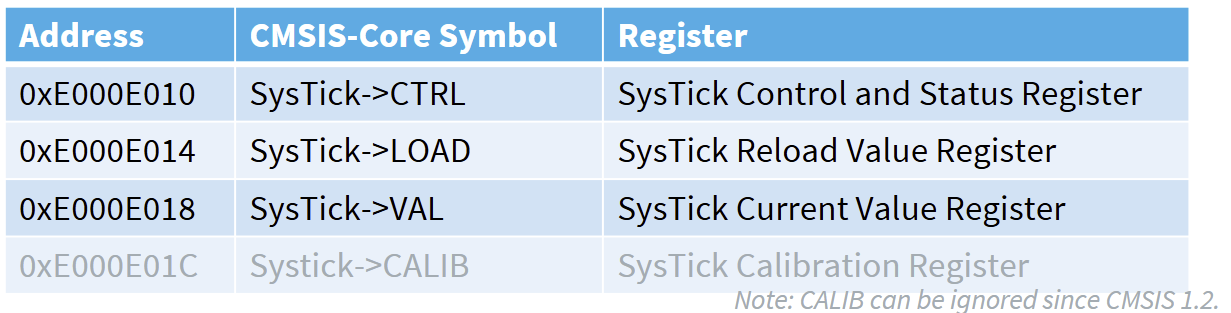 Address CMSIS-Core Symbol Register
0xE000E010 SysTick->CTRL SysTick Control and Status Register
0xE000E014 SysTick->LOAD SysTick Reload Value Register
0xE000E018 SysTick->VAL SysTick Current Value Register
0xE000E01C Systick->CALIB SysTick Calibration Register
Note: CALIB can be ignored since CMSIS 1.2.